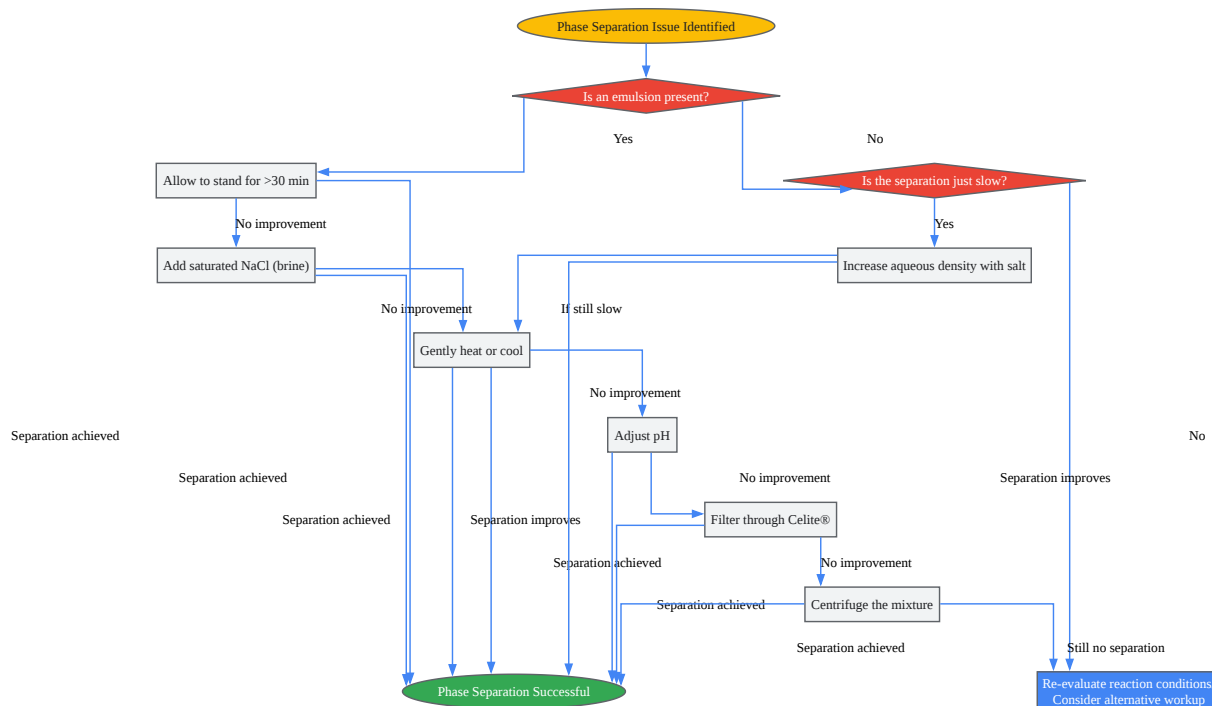 Phase Separation Issue Identified
Is an emulsion present?
Yes
No
Allow to stand for >30 min
Is the separation just slow?
No improvement
Yes
Add saturated NaCl (brine)
Increase aqueous density with salt
No improvement
If still slow
Gently heat or cool
No improvement
Separation achieved
Adjust pH
No
Separation achieved
No improvement
Separation improves
Separation achieved
Separation improves
Filter through Celite®
Separation achieved
No improvement
Separation achieved
Centrifuge the mixture
Separation achieved
Still no separation
Phase Separation Successful
Re-evaluate reaction conditions
Consider alternative workup